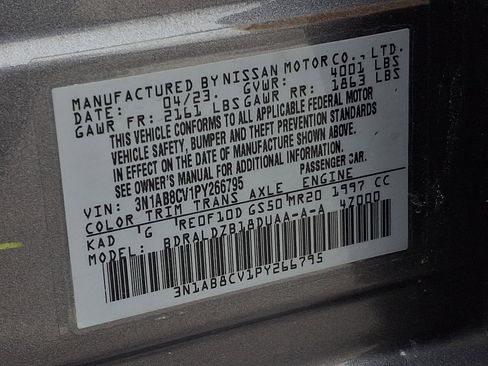 MANUFACTURED BY NISSAN MOTOR CO., LTD.
DATE: 04/23. GVWR: 4001 LBS
GAWR FR: 2161 LBS GAWR RR: 1863 LBS
THIS VEHICLE CONFORMS TO ALL APPLICABLE FEDERAL MOTOR
VEHICLE SAFETY, BUMPER AND THEFT PREVENTION STANDARDS
IN EFFECT ON THE DATE OF MANUFACTURE SHOWN ABOVE.
SEE OWNER'S MANUAL FOR ADDITIONAL INFORMATION.
VIN: 3N1AB8CV1PY266795 PASSENGER CAR.
COLOR TRIM TRANS AXLE ENGINE
KAD G RE0F10D GS50 MR20 1997 CC
MODEL: BDRALDZB18DUAA-A-A 47000
3N1AB8CV1PY266795